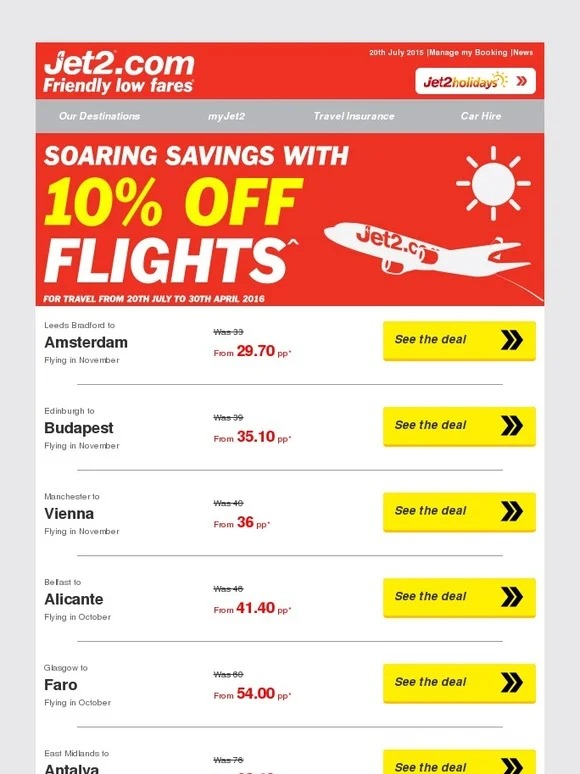 Jet2.com
Friendly low fares
20th July 2015 |Manage my Booking |News
Jet2holidays
Our Destinations myJet2 Travel Insurance Car Hire
SOARING SAVINGS WITH
10% OFF
FLIGHTS^
Jet2.co
FOR TRAVEL FROM 20TH JULY TO 30TH APRIL 2016
Leeds Bradford to
Amsterdam
Flying in November
Was 33
From 29.70 pp*
See the deal
Edinburgh to
Budapest
Flying in November
Was 39
From 35.10 pp*
See the deal
Manchester to
Vienna
Flying in November
Was 40
From 36 pp*
See the deal
Belfast to
Alicante
Flying in October
Was 46
From 41.40 pp*
See the deal
Glasgow to
Faro
Flying in October
Was 60
From 54.00 pp*
See the deal
East Midlands to
Antalya
Was 76
See the deal